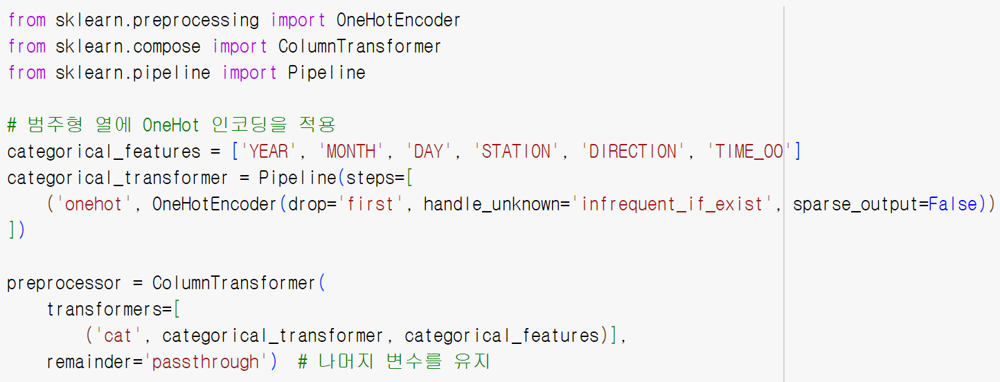 from sklearn.preprocessing import OneHotEncoder
from sklearn.compose import ColumnTransformer
from sklearn.pipeline import Pipeline
# 범주형 열에 OneHot 인코딩을 적용
categorical_features = ['YEAR', 'MONTH', 'DAY', 'STATION', 'DIRECTION', 'TIME_OO']
categorical_transformer = Pipeline(steps=[
    ('onehot', OneHotEncoder(drop='first', handle_unknown='infrequent_if_exist', sparse_output=False))
])
preprocessor = ColumnTransformer(
    transformers=[
        ('cat', categorical_transformer, categorical_features)],
    remainder='passthrough')  # 나머지 변수를 유지